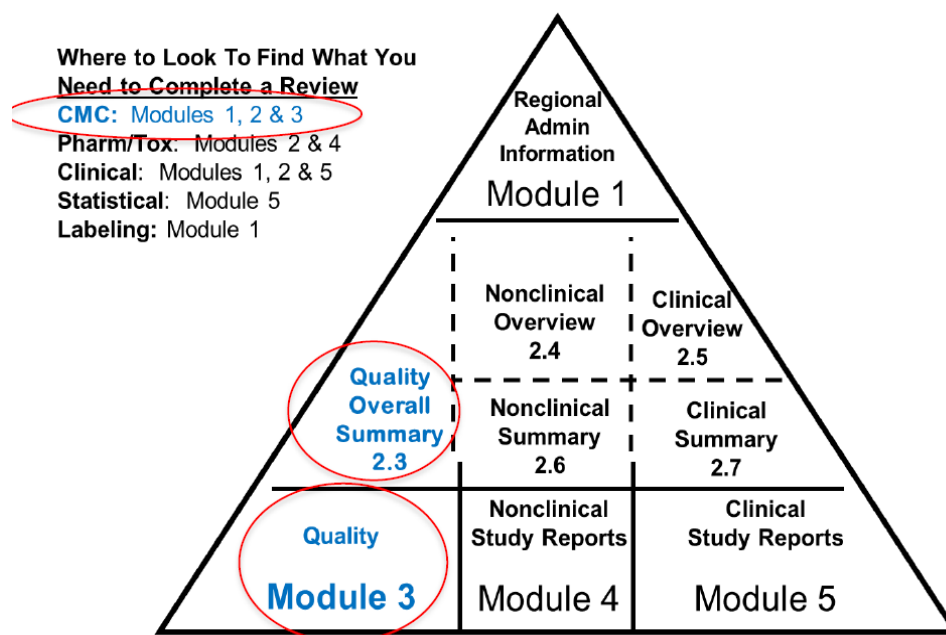 Where to Look To Find What You
Need to Complete a Review
CMC: Modules 1, 2 & 3
Pharm/Tox: Modules 2 & 4
Clinical: Modules 1, 2 & 5
Statistical: Module 5
Labeling: Module 1
Regional
Admin
Information
Module 1
Nonclinical
Overview
2.4
Clinical
Overview
2.5
Quality
Overall
Summary
2.3
Nonclinical
Summary
2.6
Clinical
Summary
2.7
Quality
Module 3
Nonclinical
Study Reports
Module 4
Clinical
Study Reports
Module 5